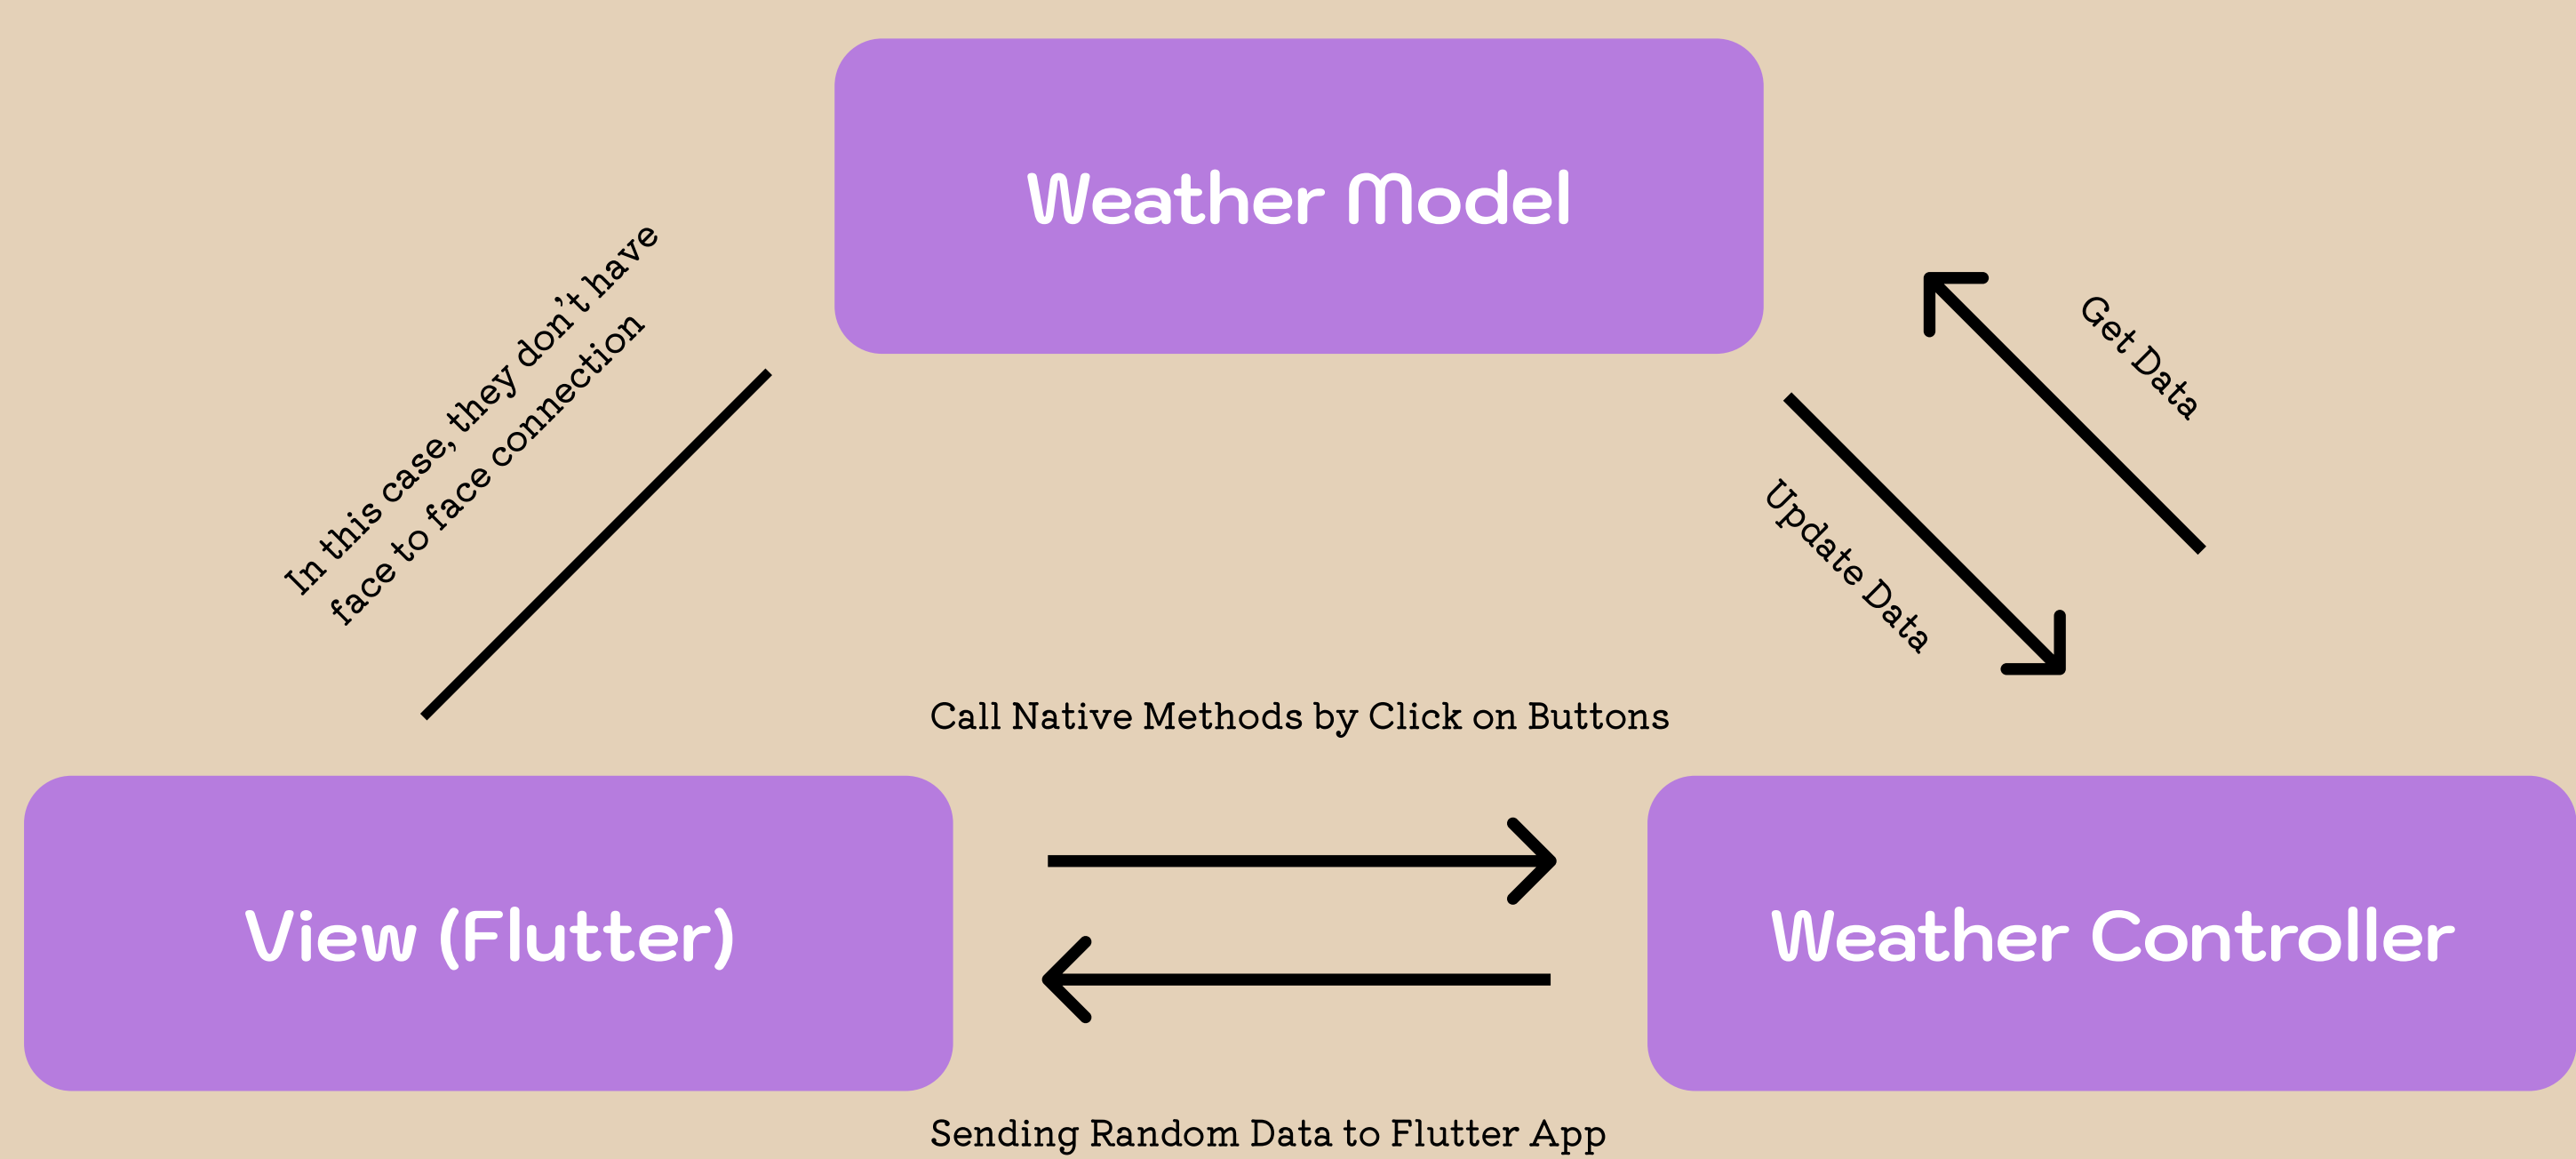 Weather Model
In this case, they don't have
face to face connection
Get Data
Update Data
Call Native Methods by Click on Buttons
View (Flutter)
Weather Controller
Sending Random Data to Flutter App